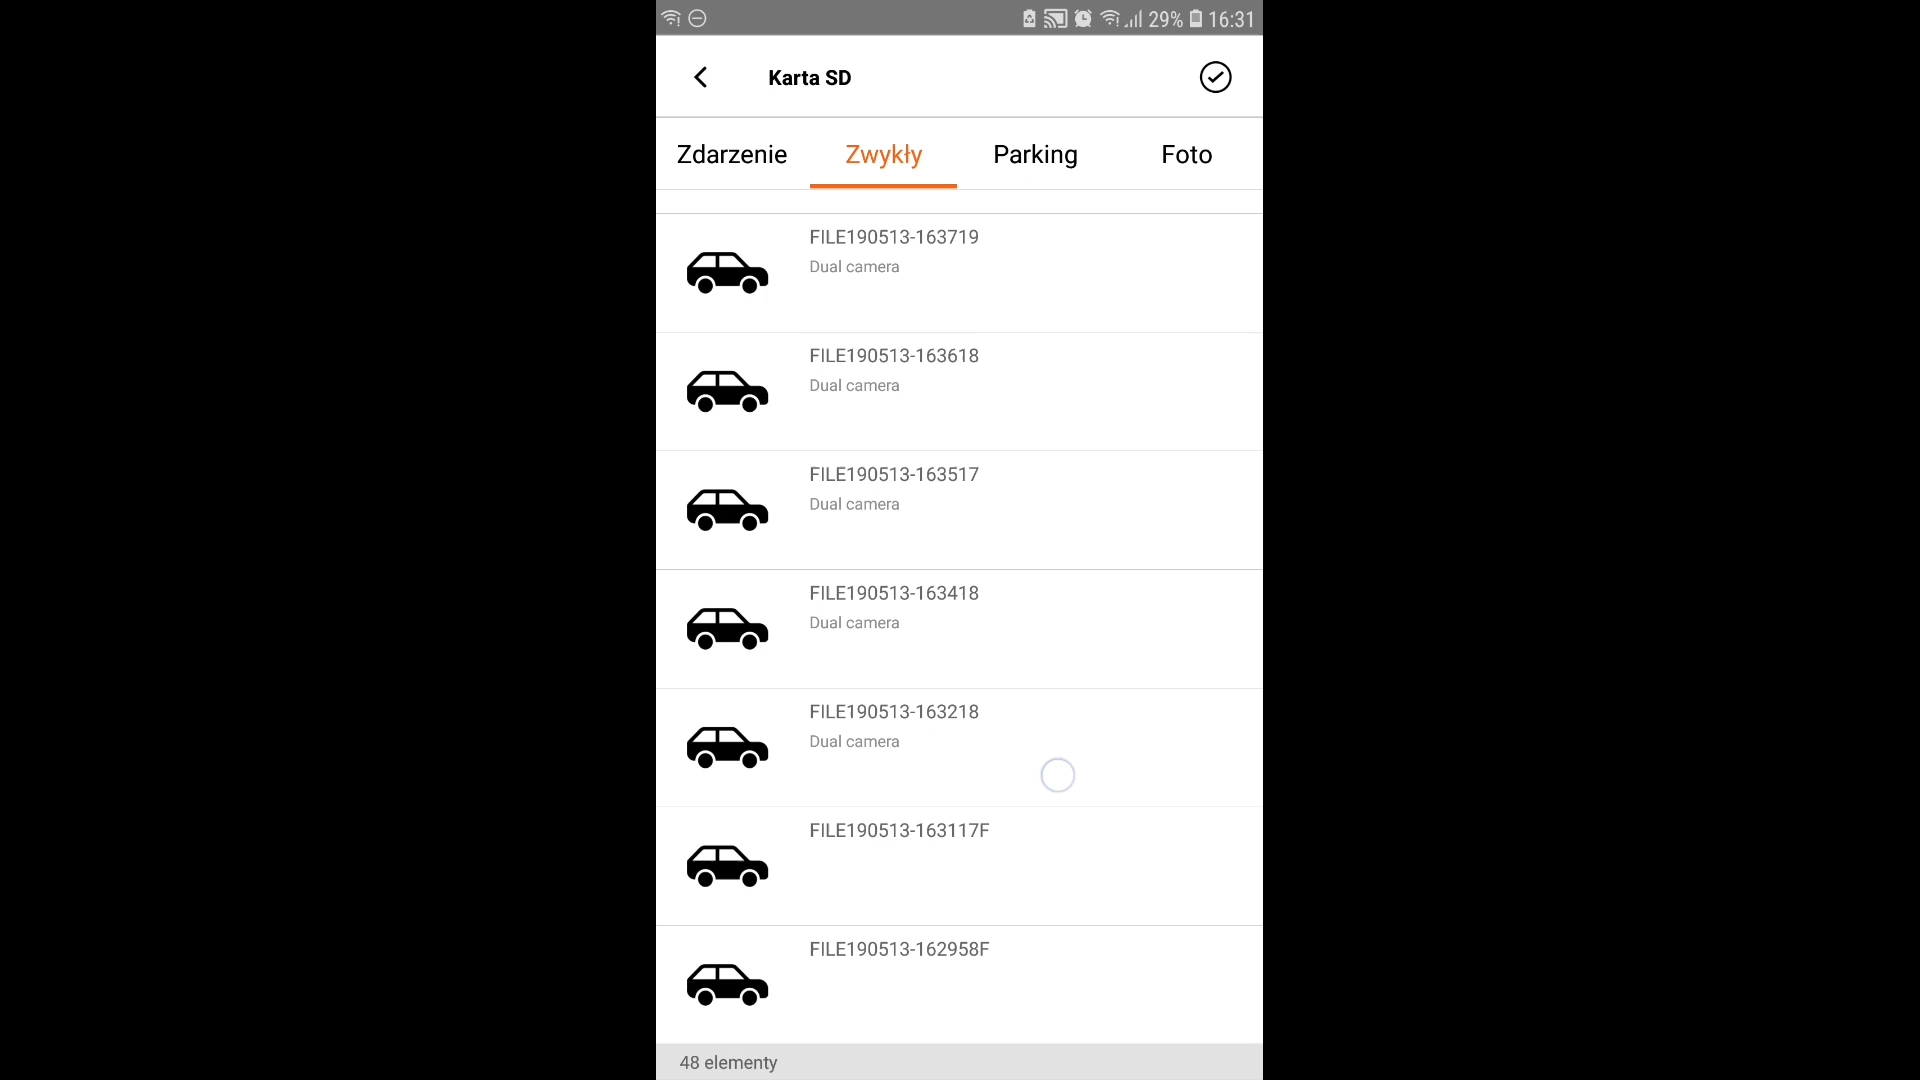 29% 16:31
Karta SD
Zdarzenie Zwykły Parking Foto
FILE190513-163719
Dual camera
FILE190513-163618
Dual camera
FILE190513-163517
Dual camera
FILE190513-163418
Dual camera
FILE190513-163218
Dual camera
FILE190513-163117F
FILE190513-162958F
48 elementy